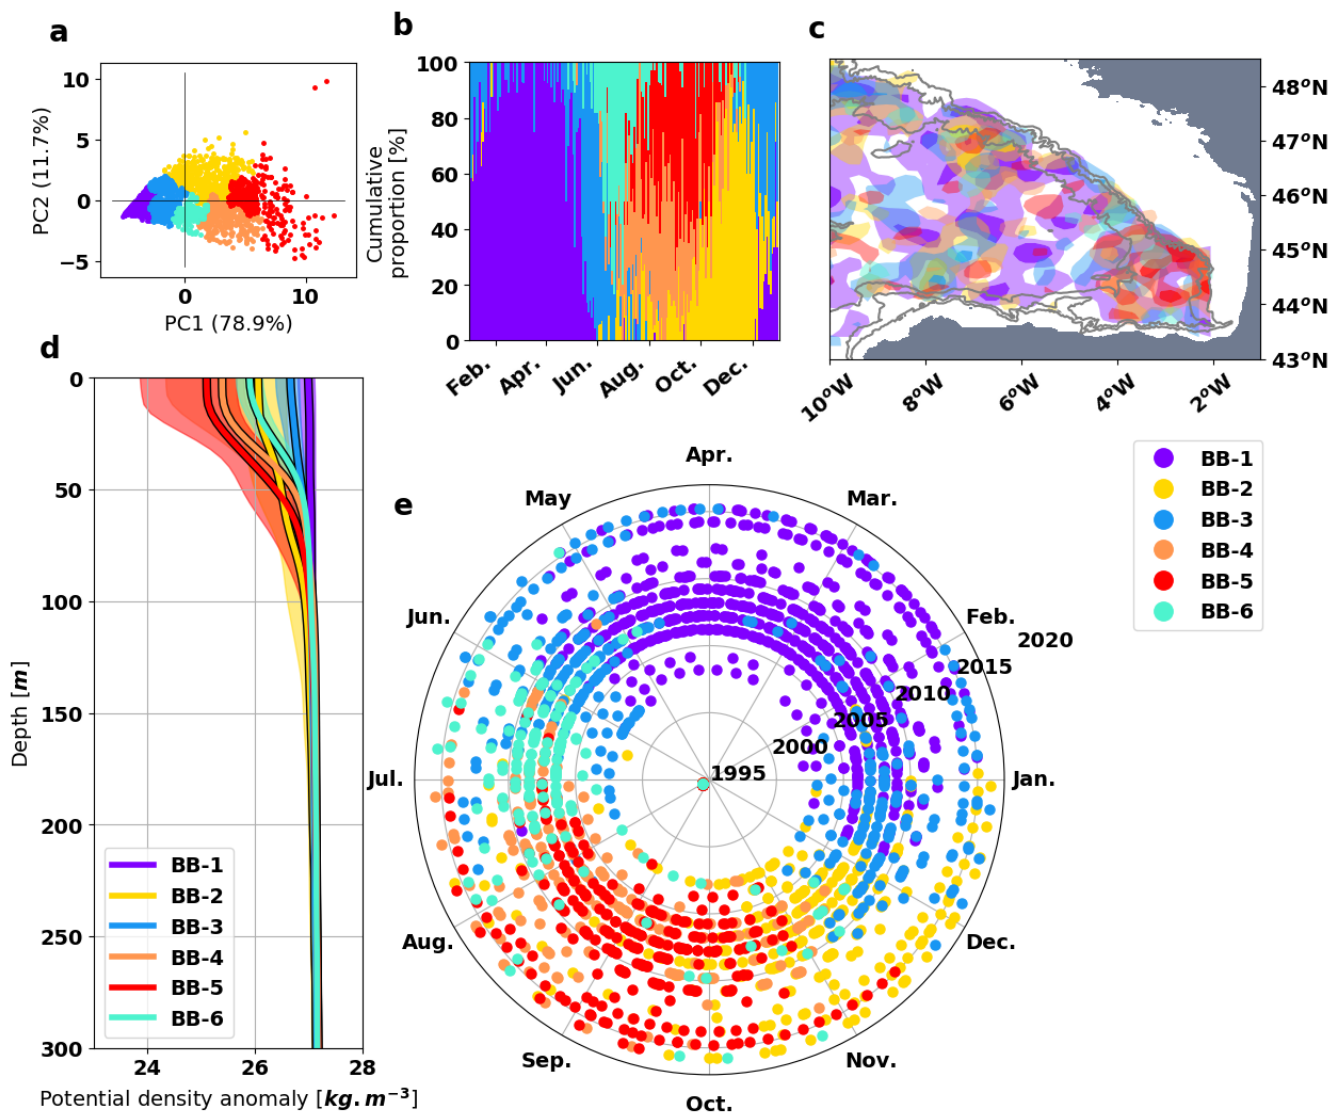 a
PC2 (11.7%)
10
5
0
−5
0
10
PC1 (78.9%)
b
Cumulative
proportion [%]
100
80
60
40
20
0
Feb.
Apr.
Jun.
Aug.
Oct.
Dec.
c
48°N
47°N
46°N
45°N
44°N
43°N
10°W
8°W
6°W
4°W
2°W
d
Depth [m]
0
50
100
150
200
250
300
BB-1
BB-2
BB-3
BB-4
BB-5
BB-6
24
26
28
Potential density anomaly [kg.m⁻³]
e
Apr.
May
Mar.
Jun.
Feb.
2020
2015
2010
2005
2000
1995
Jul.
Jan.
Aug.
Dec.
Sep.
Nov.
Oct.
BB-1
BB-2
BB-3
BB-4
BB-5
BB-6